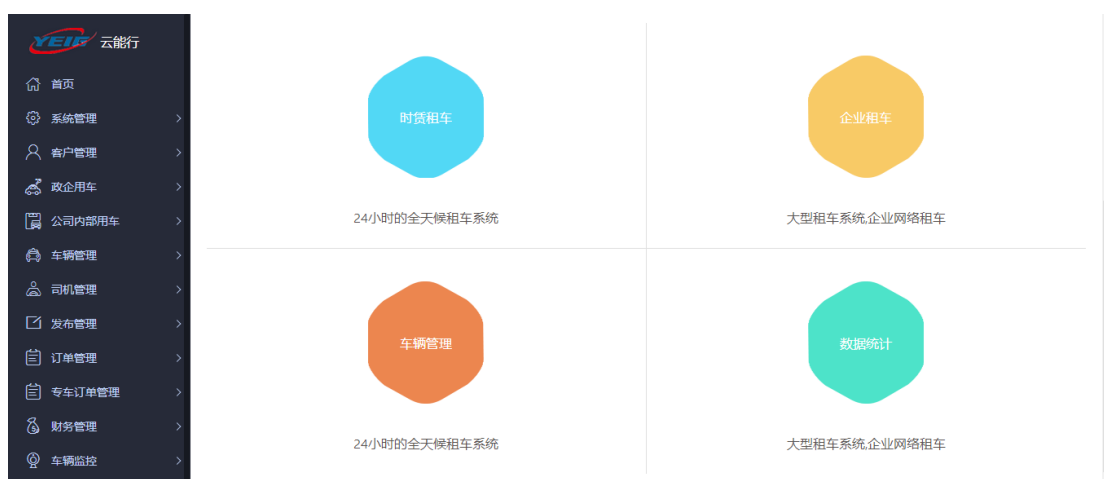 YEIG 云能行
首页
系统管理
客户管理
政企用车
公司内部用车
车辆管理
司机管理
发布管理
订单管理
专车订单管理
财务管理
车辆监控
时赁租车
企业租车
24小时的全天候租车系统
大型租车系统,企业网络租车
车辆管理
数据统计
24小时的全天候租车系统
大型租车系统,企业网络租车